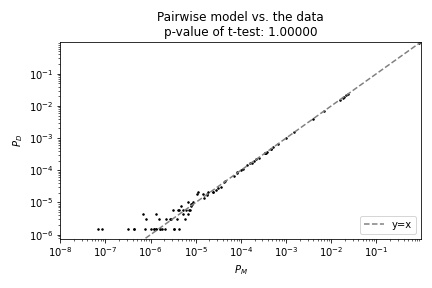 Pairwise model vs. the data
p-value of t-test: 1.00000
P_D
10⁻¹
10⁻²
10⁻³
10⁻⁴
10⁻⁵
10⁻⁶
y=x
10⁻⁸ 10⁻⁷ 10⁻⁶ 10⁻⁵ 10⁻⁴ 10⁻³ 10⁻² 10⁻¹
P_M